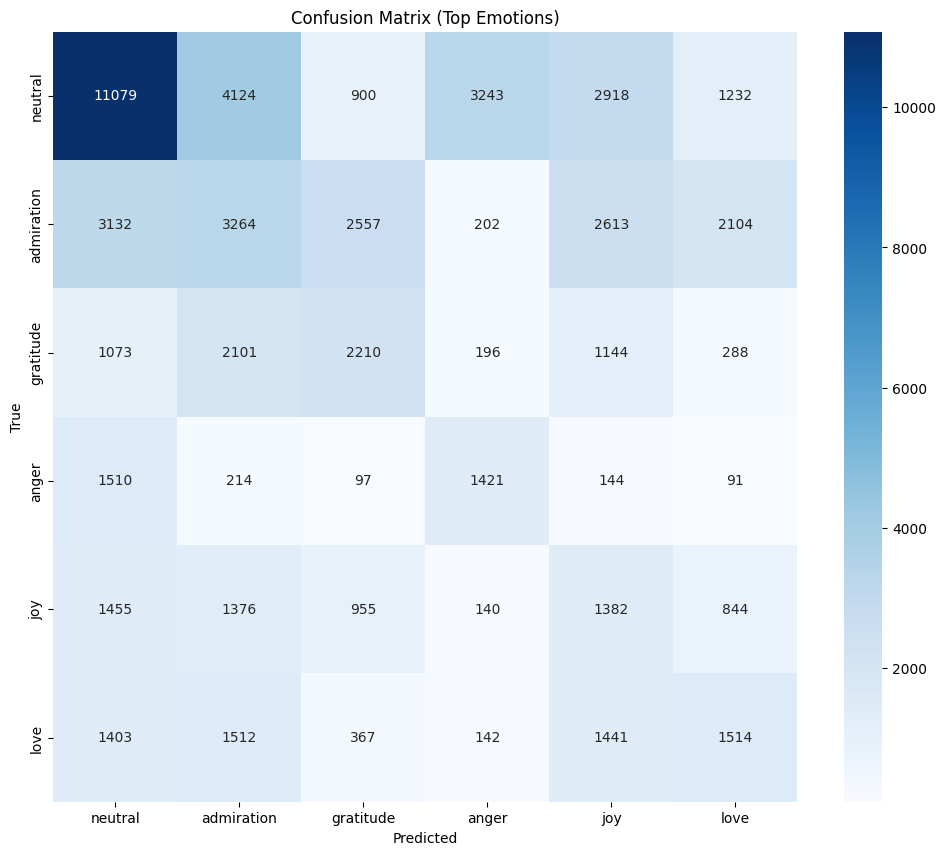 Confusion Matrix (Top Emotions)
neutral 11079 4124 900 3243 2918 1232
admiration 3132 3264 2557 202 2613 2104
gratitude 1073 2101 2210 196 1144 288
anger 1510 214 97 1421 144 91
joy 1455 1376 955 140 1382 844
love 1403 1512 367 142 1441 1514
neutral admiration gratitude anger joy love
Predicted
True
10000
8000
6000
4000
2000